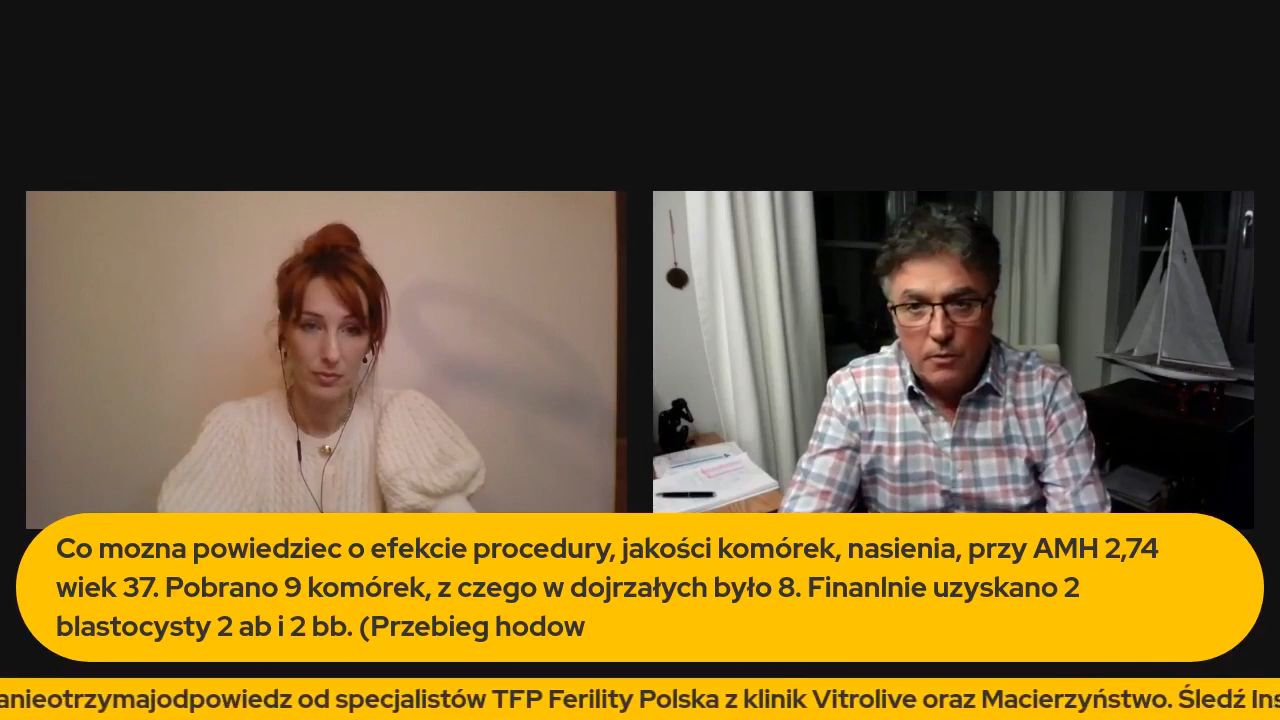 Co mozna powiedziec o efekcie procedury, jakości komórek, nasienia, przy AMH 2,74
wiek 37. Pobrano 9 komórek, z czego w dojrzałych było 8. Finanlnie uzyskano 2
blastocysty 2 ab i 2 bb. (Przebieg hodow
anieotrzymajodpowiedz od specjalistów TFP Ferility Polska z klinik Vitrolive oraz Macierzyństwo. Śledź Ins